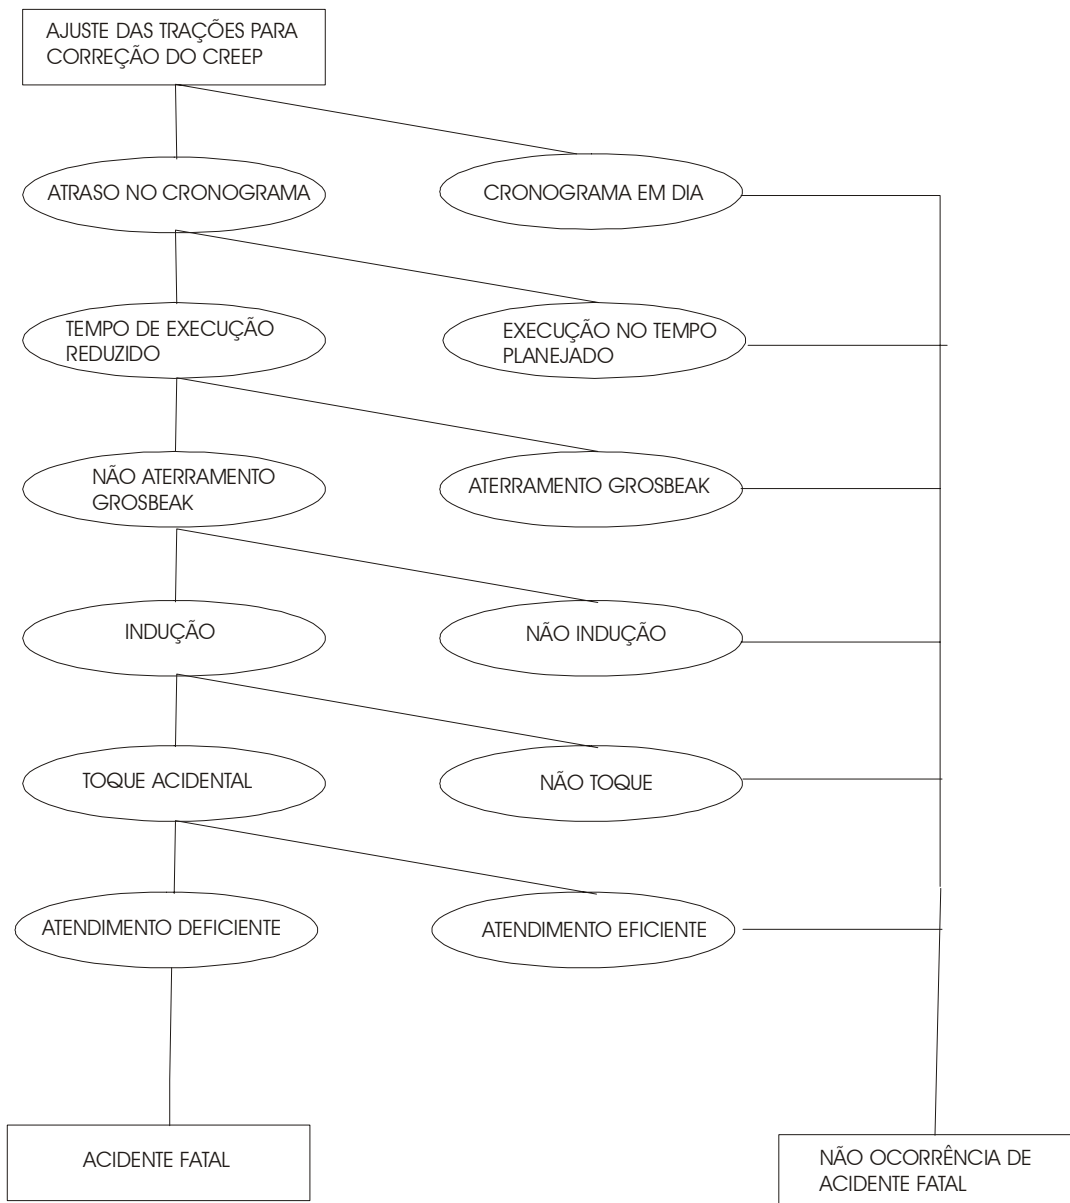 AJUSTE DAS TRAÇÕES PARA
CORREÇÃO DO CREEP
ATRASO NO CRONOGRAMA
CRONOGRAMA EM DIA
TEMPO DE EXECUÇÃO
REDUZIDO
EXECUÇÃO NO TEMPO
PLANEJADO
NÃO ATERRAMENTO
GROSBEAK
ATERRAMENTO GROSBEAK
INDUÇÃO
NÃO INDUÇÃO
TOQUE ACIDENTAL
NÃO TOQUE
ATENDIMENTO DEFICIENTE
ATENDIMENTO EFICIENTE
ACIDENTE FATAL
NÃO OCORRÊNCIA DE
ACIDENTE FATAL